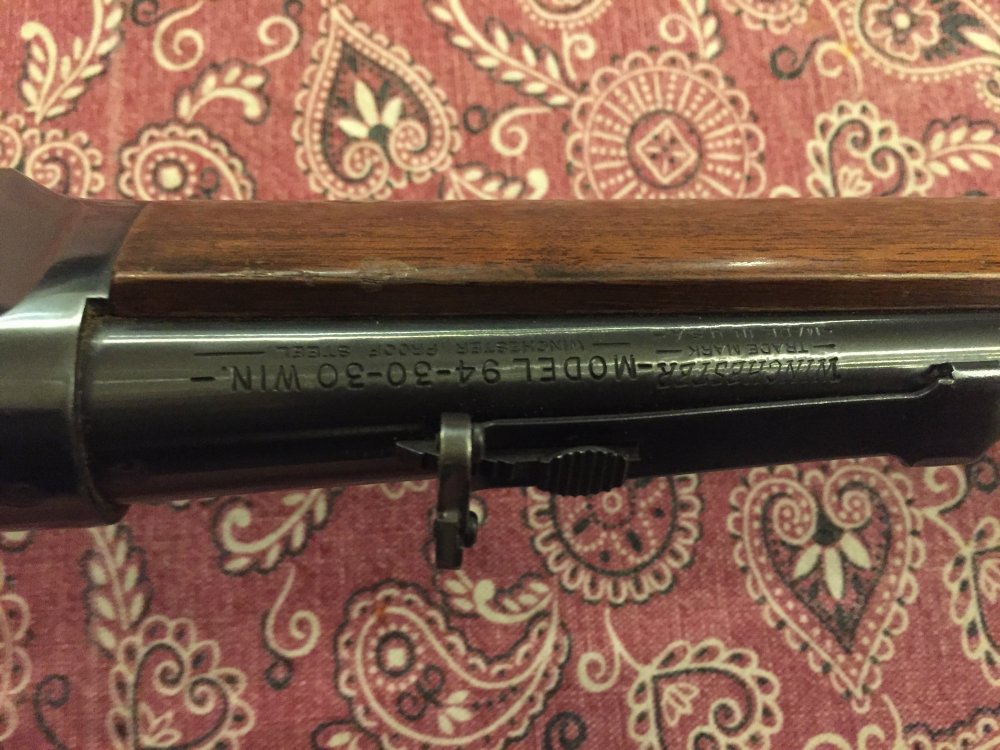 WINCHESTER -MODEL 94-30-30 WIN.-
— TRADE MARK — — WINCHESTER PROOF STEEL —